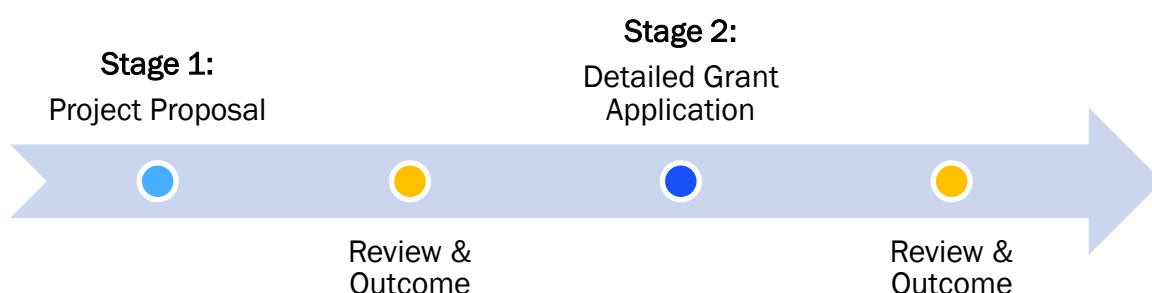 Stage 1:
Project Proposal
Review &
Outcome
Stage 2:
Detailed Grant
Application
Review &
Outcome